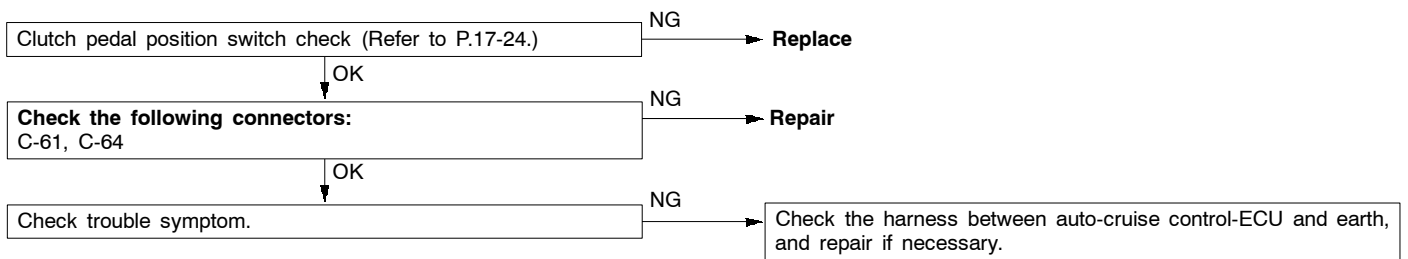 NG
Clutch pedal position switch check (Refer to P.17-24.)
Replace
OK
NG
Check the following connectors:
C-61, C-64
Repair
OK
NG
Check trouble symptom.
Check the harness between auto-cruise control-ECU and earth,
and repair if necessary.